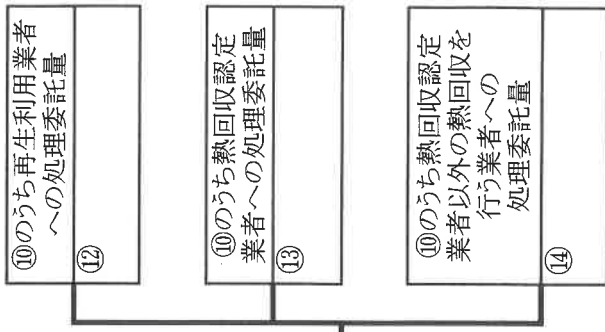 ⑩のうち再生利用業者
への処理委託量
⑫
⑩のうち熱回収認定
業者への処理委託量
⑬
⑩のうち熱回収認定
業者以外の熱回収を
行う業者への
処理委託量
⑭